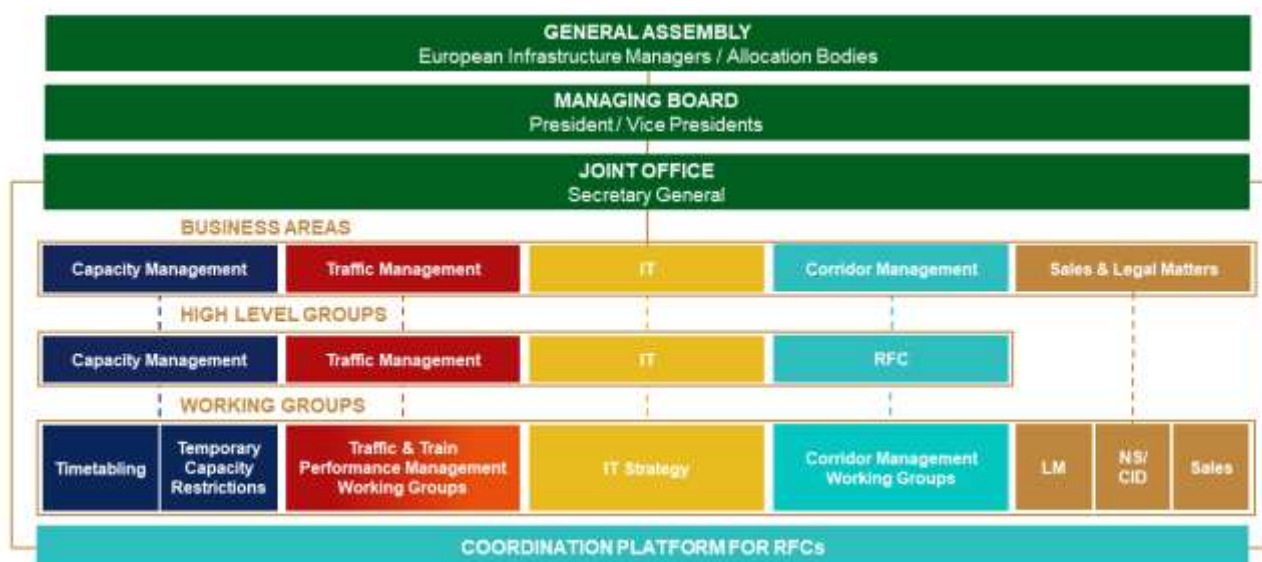 GENERAL ASSEMBLY
European Infrastructure Managers / Allocation Bodies
MANAGING BOARD
President / Vice Presidents
JOINT OFFICE
Secretary General
BUSINESS AREAS
Capacity Management
Traffic Management
IT
Corridor Management
Sales & Legal Matters
HIGH LEVEL GROUPS
Capacity Management
Traffic Management
IT
RFC
WORKING GROUPS
Timetabling
Temporary
Capacity
Restrictions
Traffic & Train
Performance Management
Working Groups
IT Strategy
Corridor Management
Working Groups
LM
NS/
CID
Sales
COORDINATION PLATFORM FOR RFCs